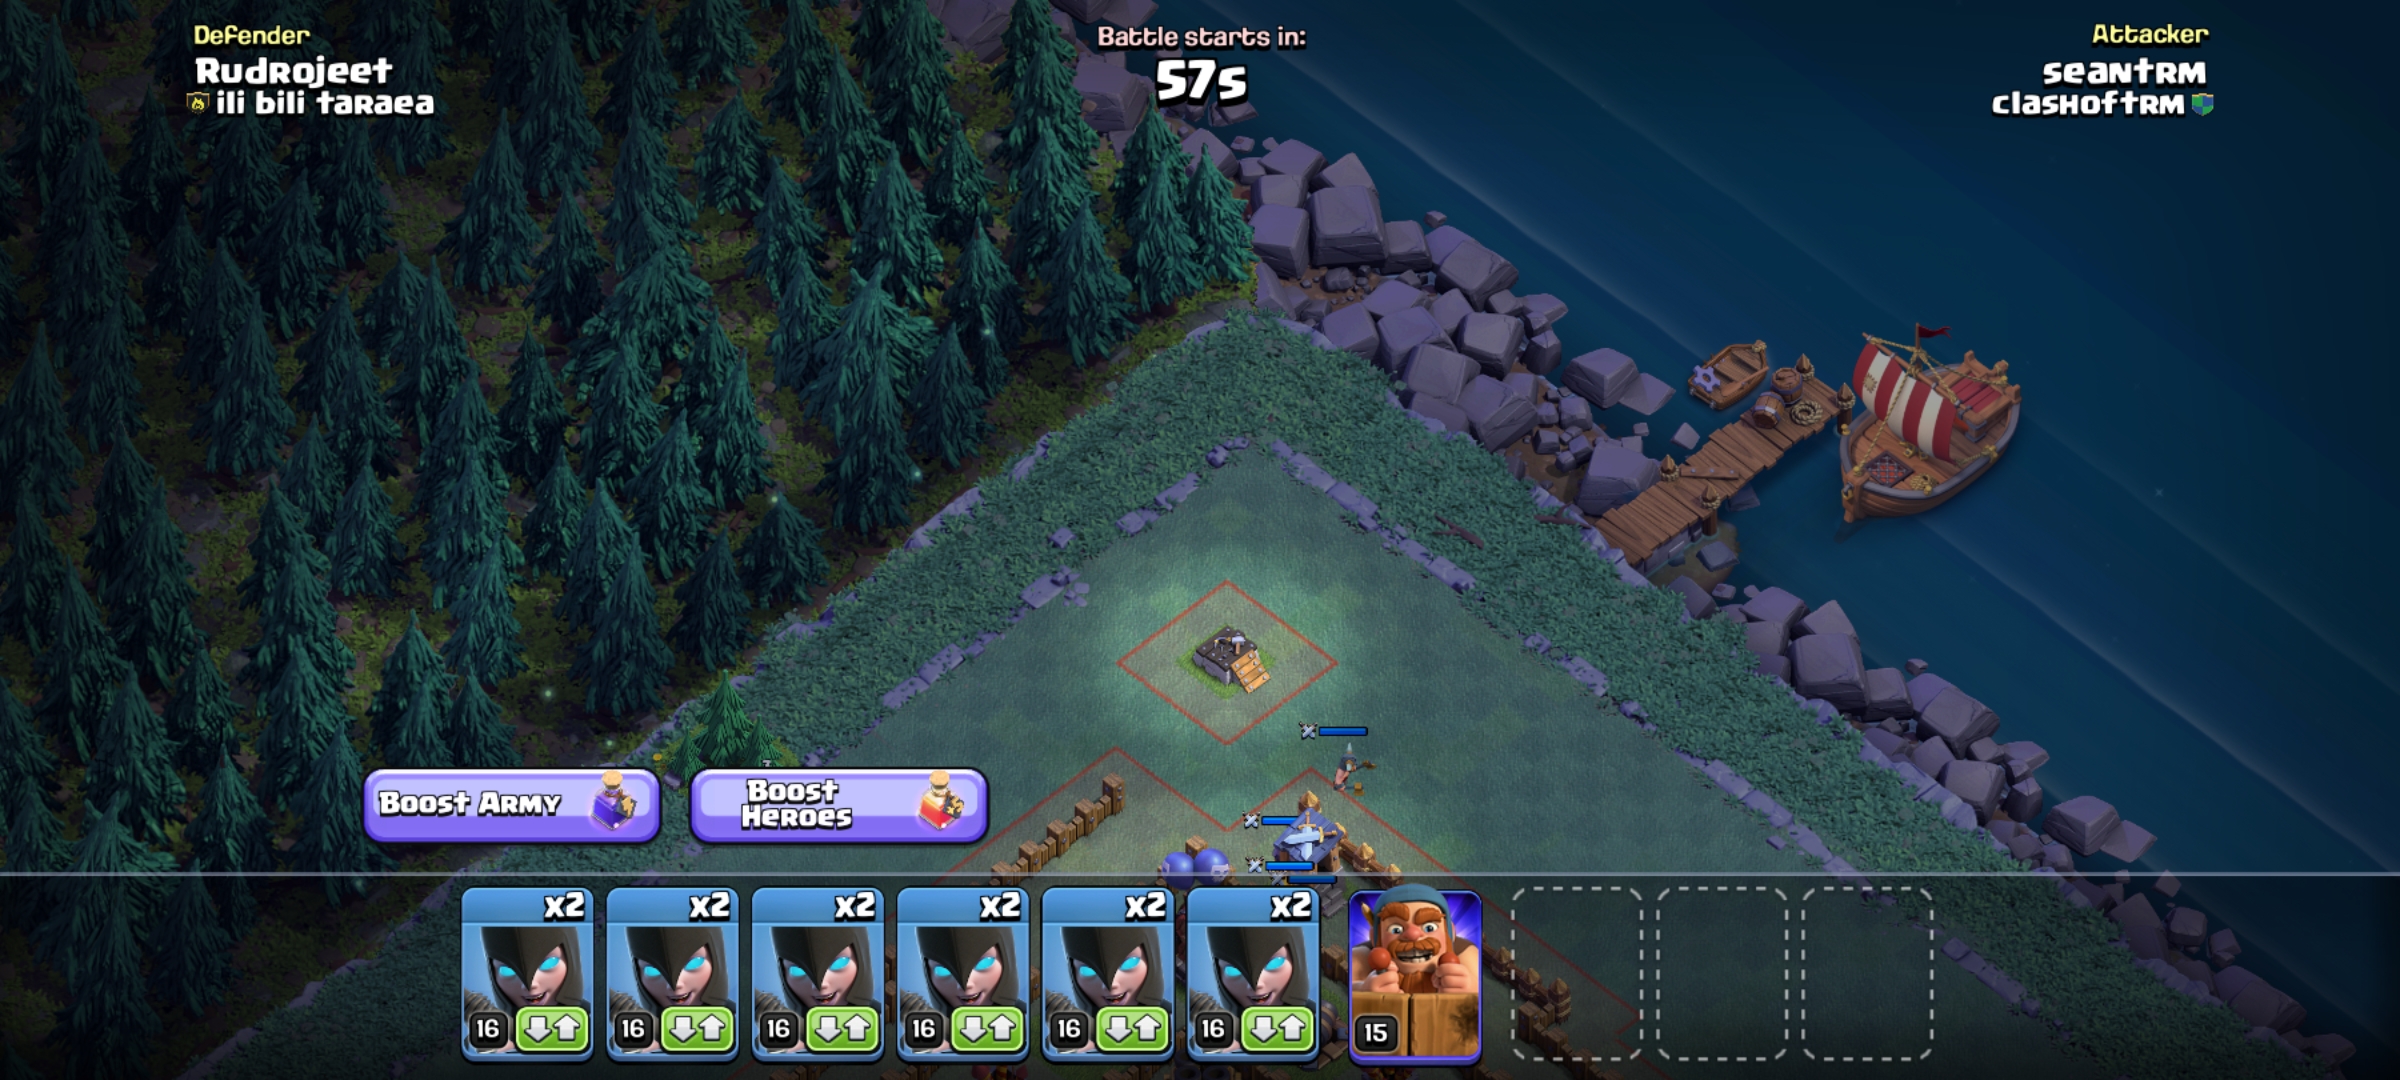 Defender
RudRojeet
ili bili taraea
Battle starts in:
57s
Attacker
seantRM
clashoftRM
Boost Army
Boost
Heroes
x2
x2
x2
x2
x2
x2
16
16
16
16
16
16
15